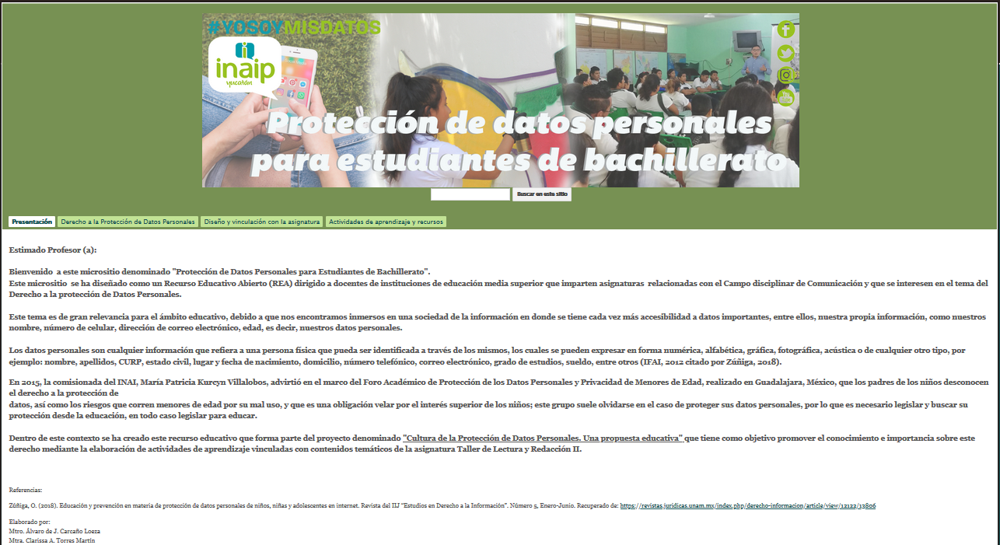 #YOSOYMISDATOS
inaip
yucatán
Protección de datos personales
para estudiantes de bachillerato
Buscar en este sitio
Presentación Derecho a la Protección de Datos Personales Diseño y vinculación con la asignatura Actividades de aprendizaje y recursos
Estimado Profesor (a):
Bienvenido a este micrositio denominado "Protección de Datos Personales para Estudiantes de Bachillerato".
Este micrositio se ha diseñado como un Recurso Educativo Abierto (REA) dirigido a docentes de instituciones de educación media superior que imparten asignaturas relacionadas con el Campo disciplinar de Comunicación y que se interesen en el tema del
Derecho a la protección de Datos Personales.
Este tema es de gran relevancia para el ámbito educativo, debido a que nos encontramos inmersos en una sociedad de la información en donde se tiene cada vez más accesibilidad a datos importantes, entre ellos, nuestra propia información, como nuestros
nombre, número de celular, dirección de correo electrónico, edad, es decir, nuestros datos personales.
Los datos personales son cualquier información que refiera a una persona física que pueda ser identificada a través de los mismos, los cuales se pueden expresar en forma numérica, alfabética, gráfica, fotográfica, acústica o de cualquier otro tipo, por
ejemplo: nombre, apellidos, CURP, estado civil, lugar y fecha de nacimiento, domicilio, número telefónico, correo electrónico, grado de estudios, sueldo, entre otros (IFAI, 2012 citado por Zúñiga, 2018).
En 2015, la comisionada del INAI, María Patricia Kurcyn Villalobos, advirtió en el marco del Foro Académico de Protección de los Datos Personales y Privacidad de Menores de Edad, realizado en Guadalajara, México, que los padres de los niños desconocen
el derecho a la protección de
datos, así como los riesgos que corren menores de edad por su mal uso, y que es una obligación velar por el interés superior de los niños; este grupo suele olvidarse en el caso de proteger sus datos personales, por lo que es necesario legislar y buscar su
protección desde la educación, en todo caso legislar para educar.
Dentro de este contexto se ha creado este recurso educativo que forma parte del proyecto denominado "Cultura de la Protección de Datos Personales. Una propuesta educativa" que tiene como objetivo promover el conocimiento e importancia sobre este
derecho mediante la elaboración de actividades de aprendizaje vinculadas con contenidos temáticos de la asignatura Taller de Lectura y Redacción II.
Referencias:
Zúñiga, O. (2018). Educación y prevención en materia de protección de datos personales de niños, niñas y adolescentes en internet. Revista del IIJ "Estudios en Derecho a la Información". Número 5, Enero-Junio. Recuperado de: https://revistas.juridicas.unam.mx/index.php/derecho-informacion/article/view/12122/13806
Elaborado por:
Mtro. Álvaro de J. Carcaño Loeza
Mtra. Clarissa A. Torres Martín